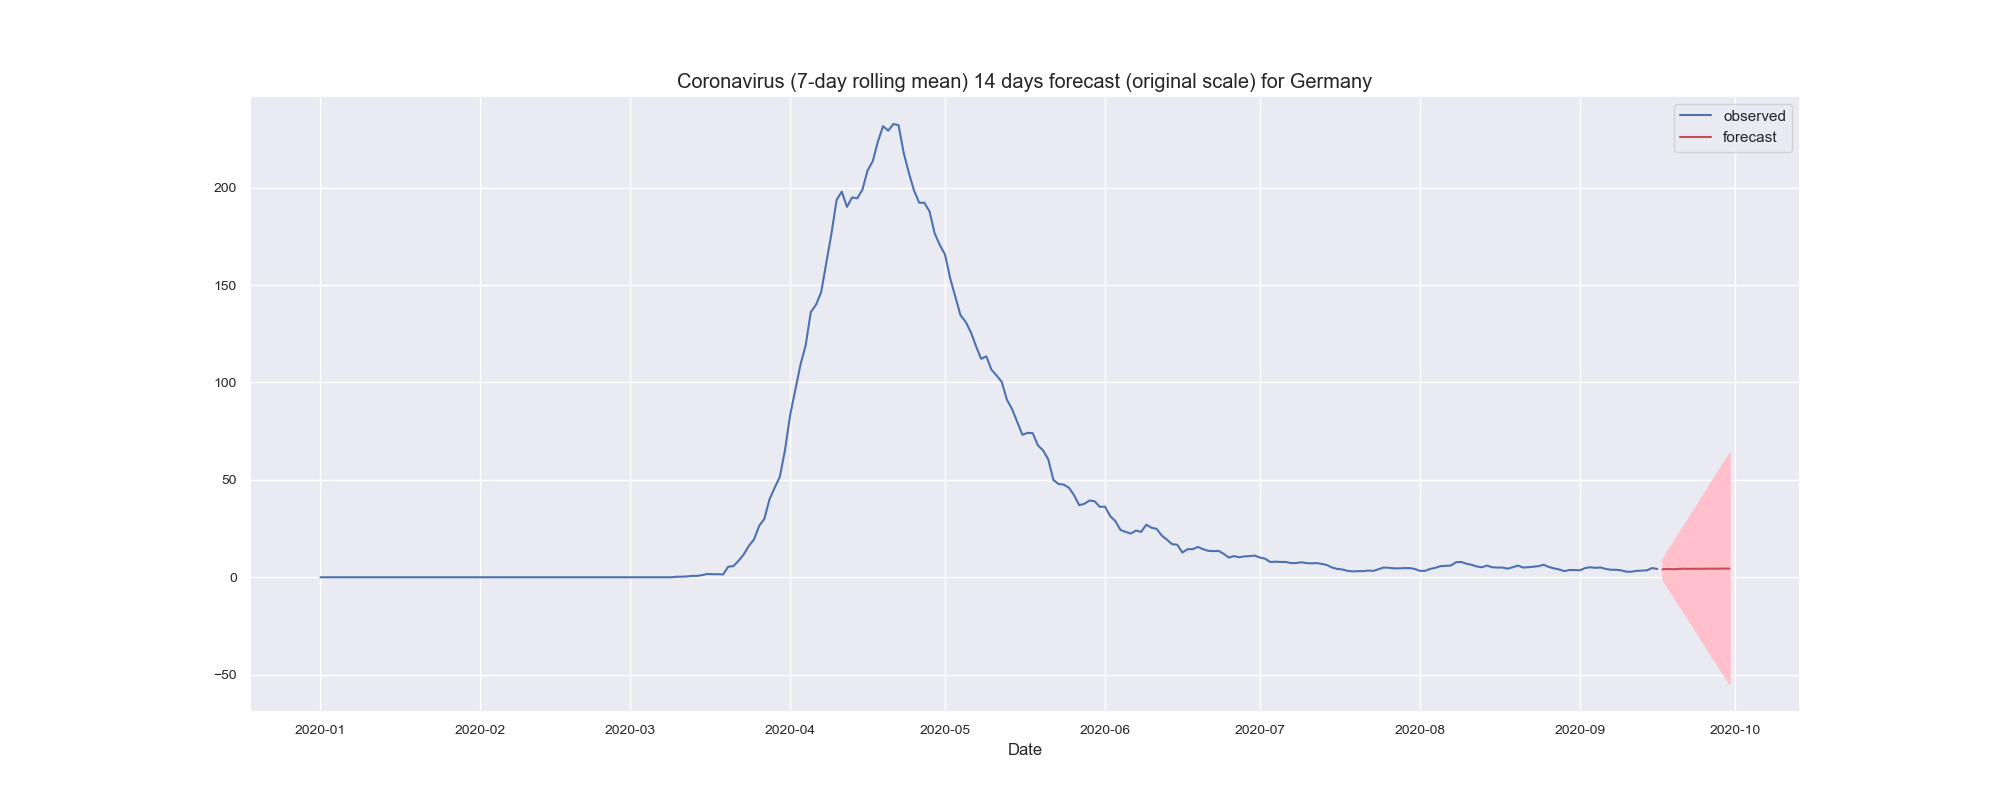 Coronavirus (7-day rolling mean) 14 days forecast (original scale) for Germany
observed
forecast
200
150
100
50
0
−50
2020-01 2020-02 2020-03 2020-04 2020-05 2020-06 2020-07 2020-08 2020-09 2020-10
Date